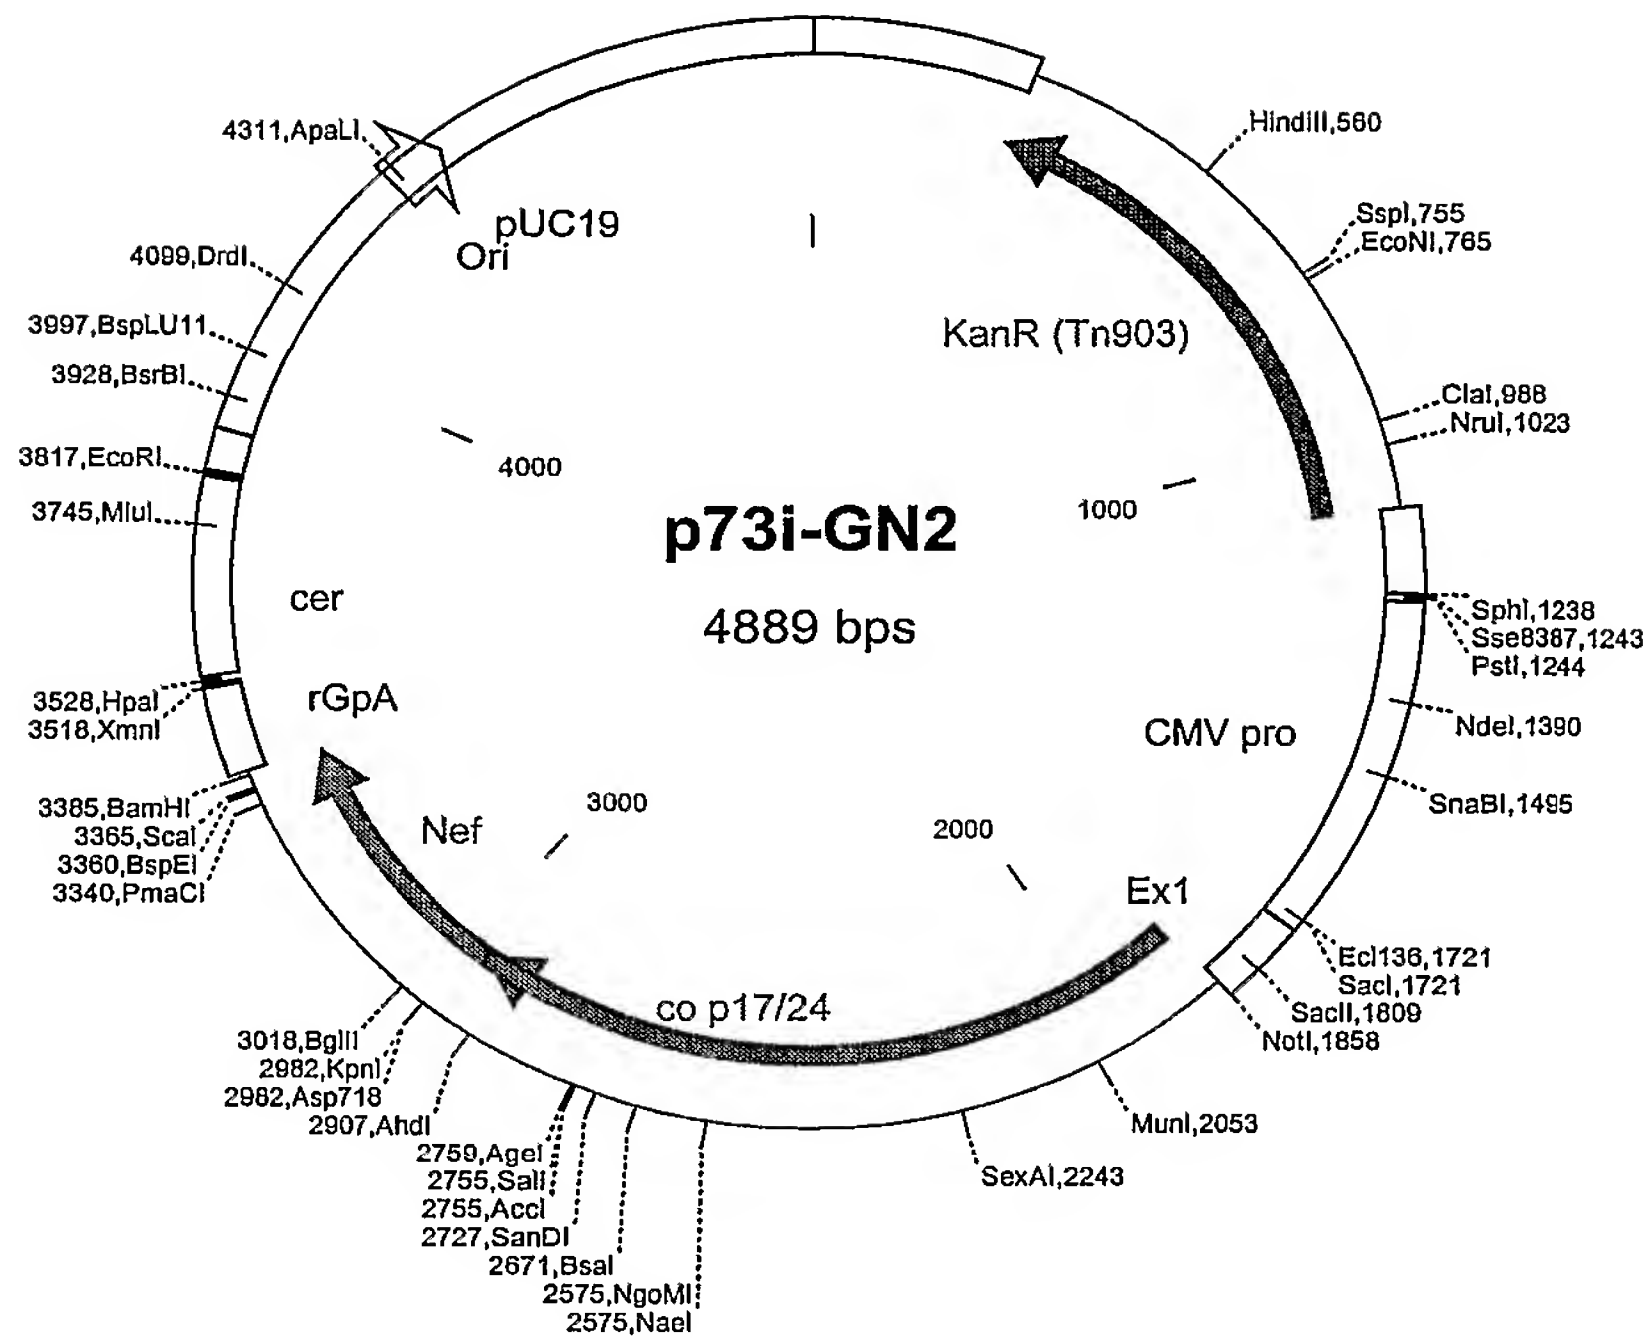 4311,ApaLI
HindIII,560
SspI,755
EcoNI,765
pUC19
Ori
4099,DrdI
3997,BspLU11
3928,BsrBI
KanR (Tn903)
ClaI,988
NruI,1023
3817,EcoRI
4000
3745,MluI
1000
p73i-GN2
4889 bps
cer
SphI,1238
Sse8387,1243
PstI,1244
3528,HpaI
3518,XmnI
rGpA
NdeI,1390
CMV pro
3385,BamHI
3365,ScaI
3360,BspEI
3340,PmaCI
Nef
3000
2000
SnaBI,1495
Ex1
Ecl136,1721
SacI,1721
SacII,1809
NotI,1858
co p17/24
3018,BglII
2982,KpnI
2982,Asp718
2907,AhdI
MunI,2053
2759,AgeI
2755,SalI
2755,AccI
2727,SanDI
2671,BsaI
2575,NgoMI
2575,NaeI
SexAI,2243